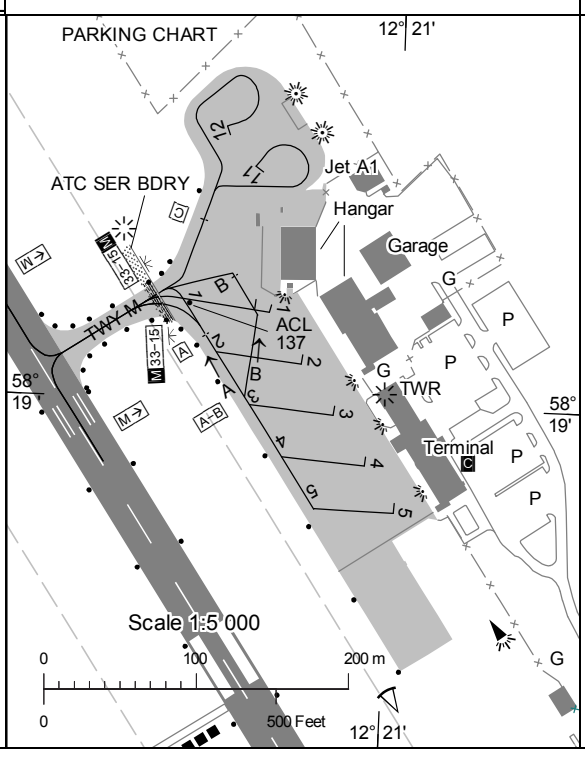 PARKING CHART
12° 21'
12
11
Jet A1
ATC SER BDRY
C
Hangar
M
Garage
33-15 M
G
TWY M
B
1
1
ACL
137
P
M 33-15
A
2
2
B
P
58°
19
A
G
TWR
58°
19'
M
A-B
3
3
Terminal
C
P
4
4
P
5
5
Scale 1:5 000
0
100
200 m
G
0
500 Feet
12° 21'